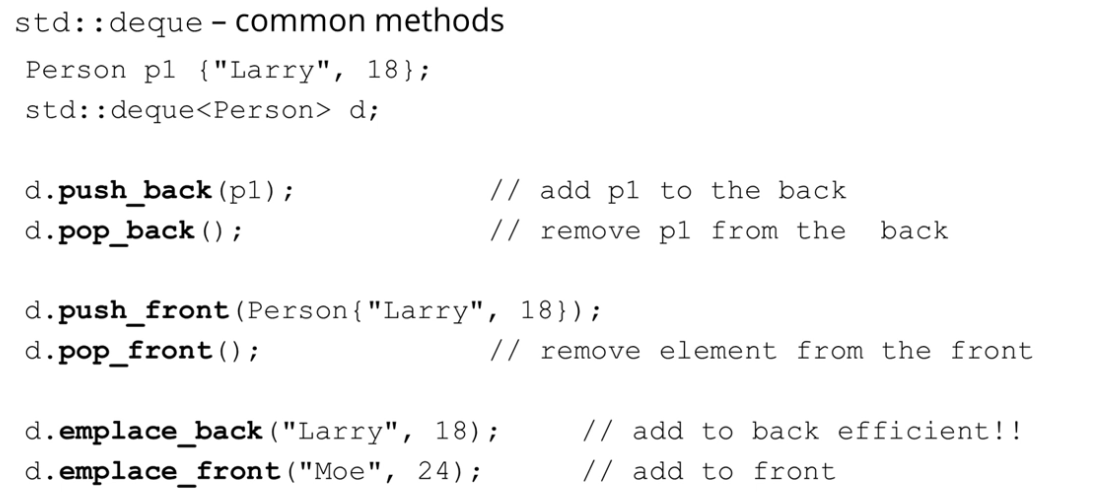 std::deque – common methods
Person p1 {"Larry", 18};
std::deque<Person> d;
d.push_back(p1); // add p1 to the back
d.pop_back(); // remove p1 from the back
d.push_front(Person{"Larry", 18});
d.pop_front(); // remove element from the front
d.emplace_back("Larry", 18); // add to back efficient!!
d.emplace_front("Moe", 24); // add to front